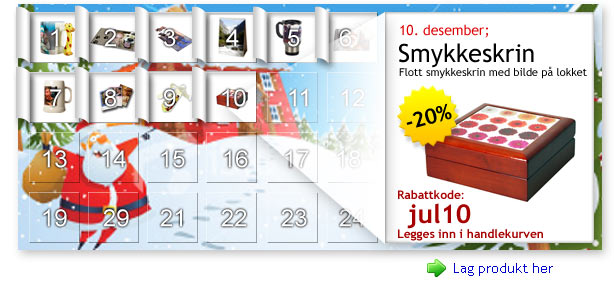 1 2 3 4 5 6
7 8 9 10 11 12
13 14 15 16 17 18
19 29 21 22 23 24
10. desember;
Smykkeskrin
Flott smykkeskrin med bilde på lokket
-20%
Rabattkode:
jul10
Legges inn i handlekurven
Lag produkt her